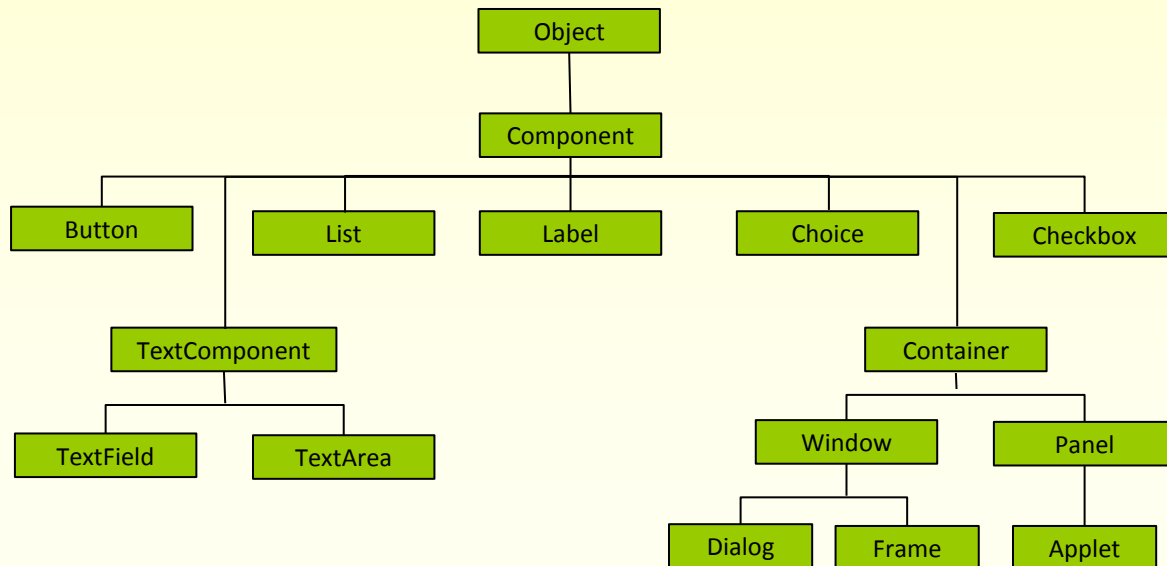 Object
Component
Button
List
Label
Choice
Checkbox
TextComponent
Container
TextField
TextArea
Window
Panel
Dialog
Frame
Applet